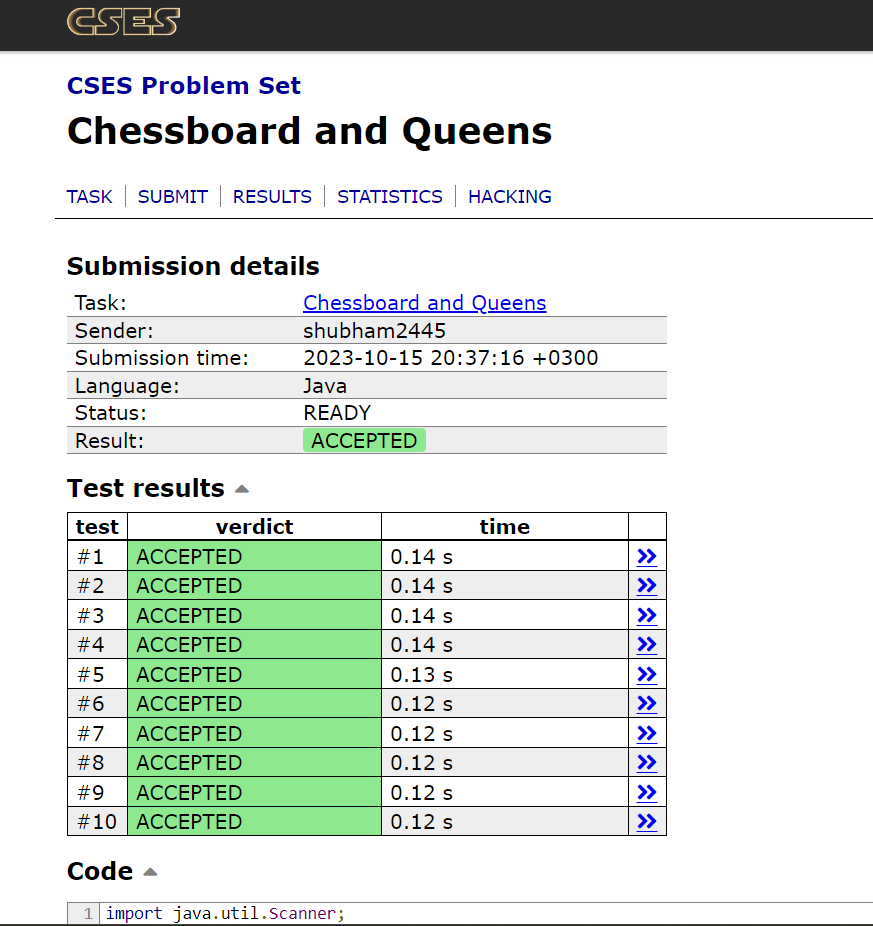 CSES
CSES Problem Set
Chessboard and Queens
TASK | SUBMIT | RESULTS | STATISTICS | HACKING
Submission details
Task: Chessboard and Queens
Sender: shubham2445
Submission time: 2023-10-15 20:37:16 +0300
Language: Java
Status: READY
Result: ACCEPTED
Test results
test verdict time
#1 ACCEPTED 0.14 s »
#2 ACCEPTED 0.14 s »
#3 ACCEPTED 0.14 s »
#4 ACCEPTED 0.14 s »
#5 ACCEPTED 0.13 s »
#6 ACCEPTED 0.12 s »
#7 ACCEPTED 0.12 s »
#8 ACCEPTED 0.12 s »
#9 ACCEPTED 0.12 s »
#10 ACCEPTED 0.12 s »
Code
1 import java.util.Scanner;